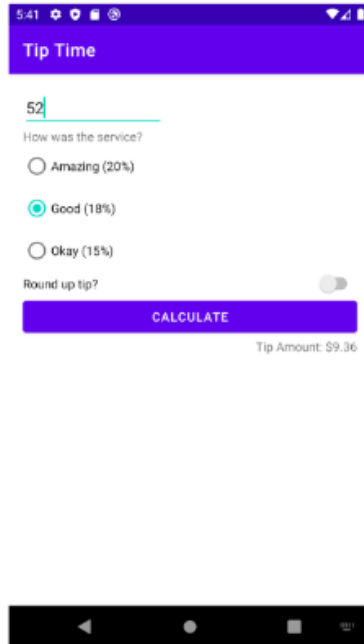 5:41
Tip Time
52
How was the service?
Amazing (20%)
Good (18%)
Okay (15%)
Round up tip?
CALCULATE
Tip Amount: $9.36